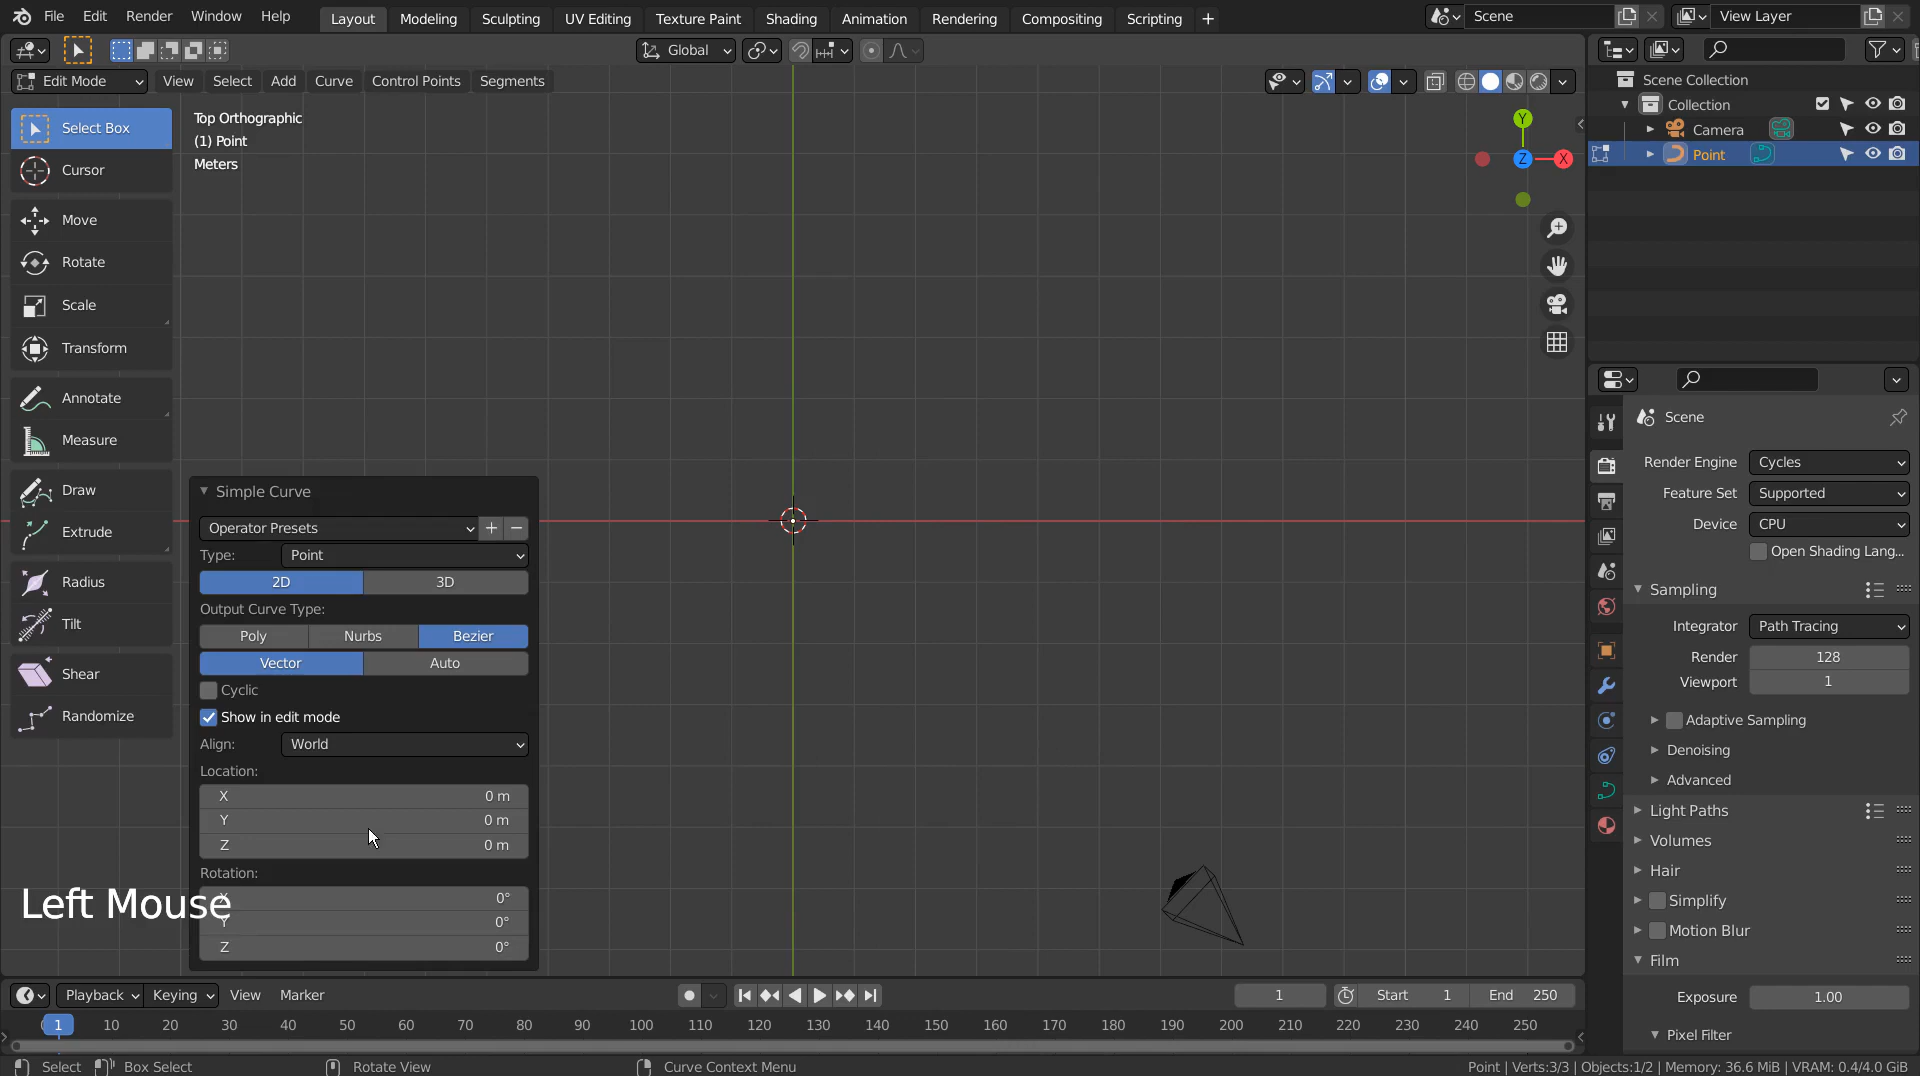 File Edit Render Window Help Layout Modeling Sculpting UV Editing Texture Paint Shading Animation Rendering Compositing Scripting + Scene View Layer
Global
Edit Mode View Select Add Curve Control Points Segments
Select Box
Cursor
Move
Rotate
Scale
Transform
Annotate
Measure
Draw
Extrude
Radius
Tilt
Shear
Randomize
Top Orthographic
(1) Point
Meters
Y
Z
X
Simple Curve
Operator Presets + −
Type: Point
2D 3D
Output Curve Type:
Poly Nurbs Bezier
Vector Auto
Cyclic
Show in edit mode
Align: World
Location:
X 0 m
Y 0 m
Z 0 m
Rotation:
X 0°
Y 0°
Z 0°
Left Mouse
Scene Collection
Collection
Camera
Point
Scene
Render Engine Cycles
Feature Set Supported
Device CPU
Open Shading Lang...
Sampling
Integrator Path Tracing
Render 128
Viewport 1
Adaptive Sampling
Denoising
Advanced
Light Paths
Volumes
Hair
Simplify
Motion Blur
Film
Exposure 1.00
Pixel Filter
Playback Keying View Marker 1 Start 1 End 250
1 10 20 30 40 50 60 70 80 90 100 110 120 130 140 150 160 170 180 190 200 210 220 230 240 250
Select Box Select Rotate View Curve Context Menu Point | Verts:3/3 | Objects:1/2 | Memory: 36.6 MiB | VRAM: 0.4/4.0 GiB